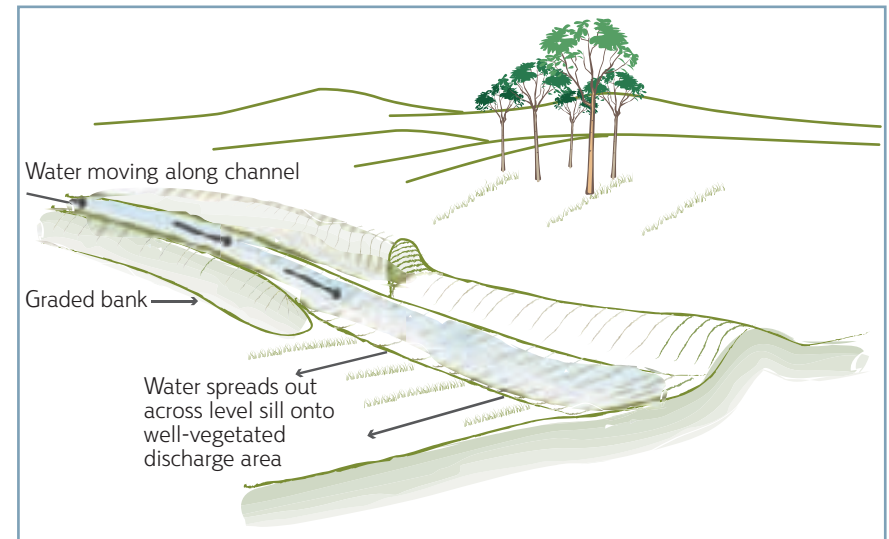 Water moving along channel
Graded bank
Water spreads out
across level sill onto
well-vegetated
discharge area